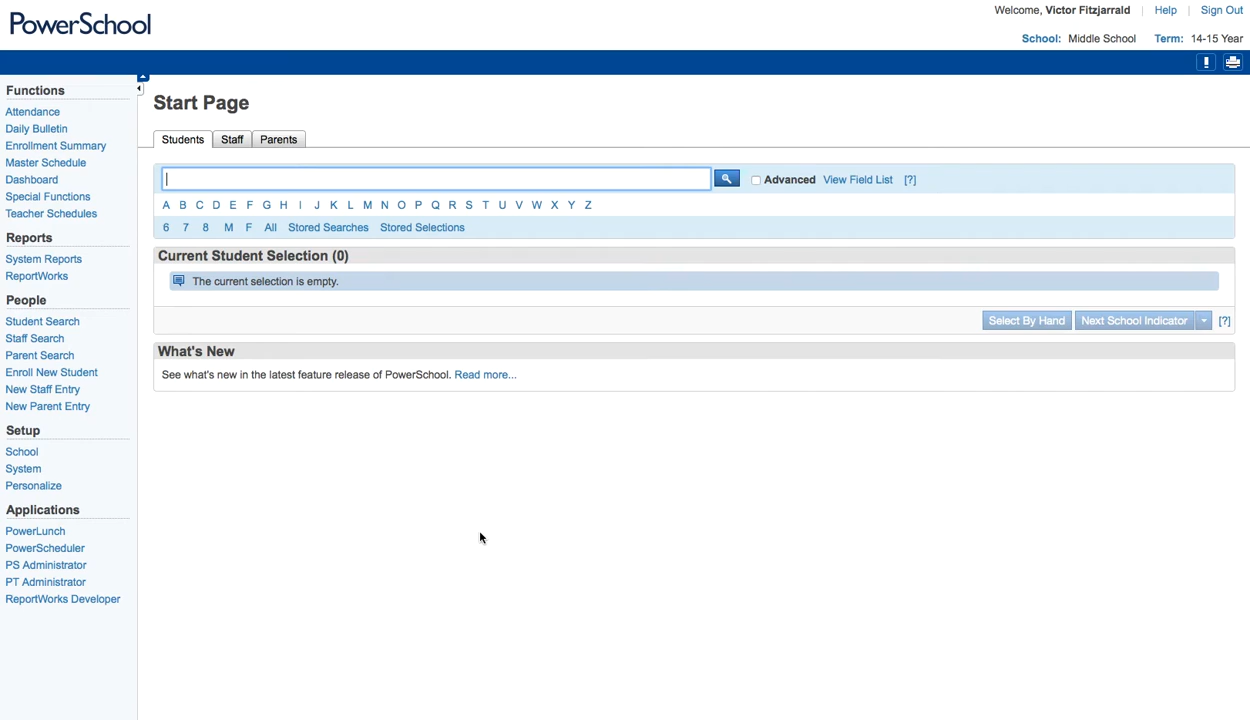 PowerSchool
Welcome, Victor Fitzjarrald Help Sign Out
School: Middle School Term: 14-15 Year
Functions
Attendance
Daily Bulletin
Enrollment Summary
Master Schedule
Dashboard
Special Functions
Teacher Schedules
Reports
System Reports
ReportWorks
People
Student Search
Staff Search
Parent Search
Enroll New Student
New Staff Entry
New Parent Entry
Setup
School
System
Personalize
Applications
PowerLunch
PowerScheduler
PS Administrator
PT Administrator
ReportWorks Developer
Start Page
Students Staff Parents
Advanced View Field List [?]
A B C D E F G H I J K L M N O P Q R S T U V W X Y Z
6 7 8 M F All Stored Searches Stored Selections
Current Student Selection (0)
The current selection is empty.
Select By Hand Next School Indicator [?]
What's New
See what's new in the latest feature release of PowerSchool. Read more...